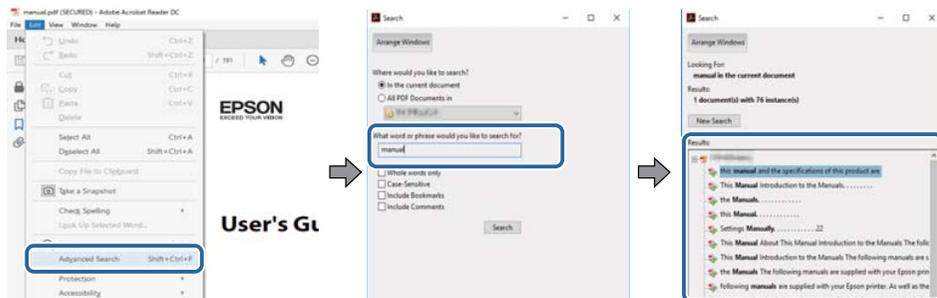 manual.pdf (SECURED) - Adobe Acrobat Reader DC
File Edit View Window Help
Undo Ctrl+Z
Redo Shift+Ctrl+Z
Cut Ctrl+X
Copy Ctrl+C
Paste Ctrl+V
Delete
Select All Ctrl+A
Deselect All Shift+Ctrl+A
Copy File to Clipboard
Take a Snapshot
Check Spelling
Look Up Selected Word...
Advanced Search Shift+Ctrl+F
Protection
Accessibility
/ 191
EPSON
EXCEED YOUR VISION
User's Gu
Search
Arrange Windows
Where would you like to search?
In the current document
All PDF Documents in
What word or phrase would you like to search for?
manual
Whole words only
Case-Sensitive
Include Bookmarks
Include Comments
Search
Search
Arrange Windows
Looking For:
manual in the current document
Results:
1 document(s) with 76 instance(s)
New Search
Results:
this manual and the specifications of this product are
This Manual Introduction to the Manuals. . . . . . . . .
the Manuals. . . . . . . . . . . . .
this Manual. . . . . . . . . . . . .
Settings Manually. . . . . . . . . . . . .22
This Manual About This Manual Introduction to the Manuals The follo
This Manual Introduction to the Manuals The following manuals are s
the Manuals The following manuals are supplied with your Epson prin
following manuals are supplied with your Epson printer. As well as the